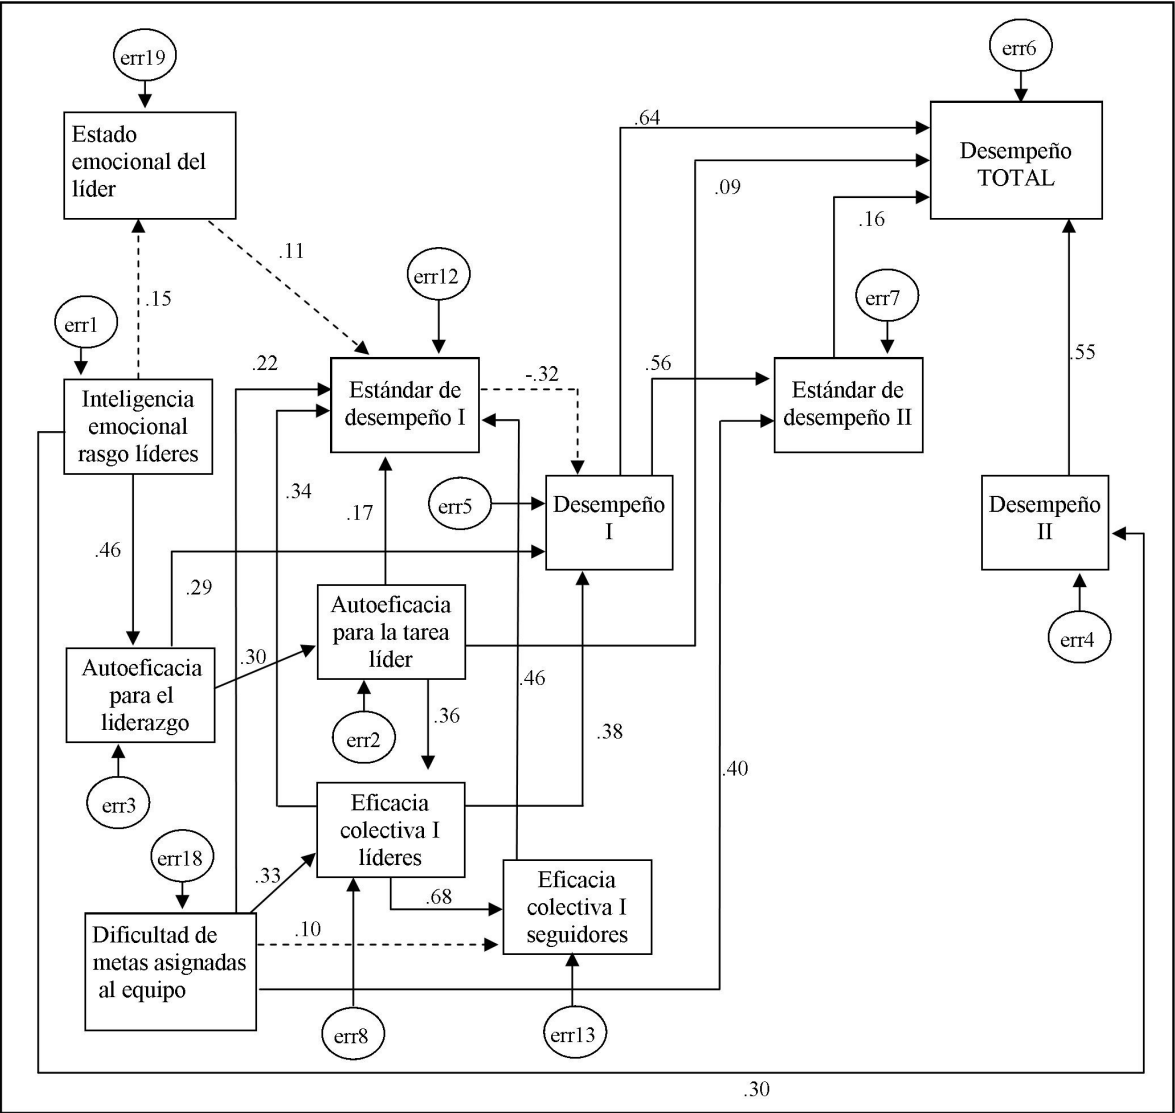 err19
err6
Estado
emocional del
líder
.64
Desempeño
TOTAL
.09
.16
.11
err12
.15
err7
err1
.22
Estándar de
desempeño I
-.32
.56
Estándar de
desempeño II
.55
Inteligencia
emocional
rasgo líderes
.34
.17
err5
Desempeño
I
Desempeño
II
.46
.29
Autoeficacia
para la tarea
líder
err4
Autoeficacia
para el
liderazgo
.30
.46
.36
err2
.38
.40
err3
Eficacia
colectiva I
líderes
err18
.33
.68
Eficacia
colectiva I
seguidores
Dificultad de
metas asignadas
al equipo
.10
err8
err13
.30